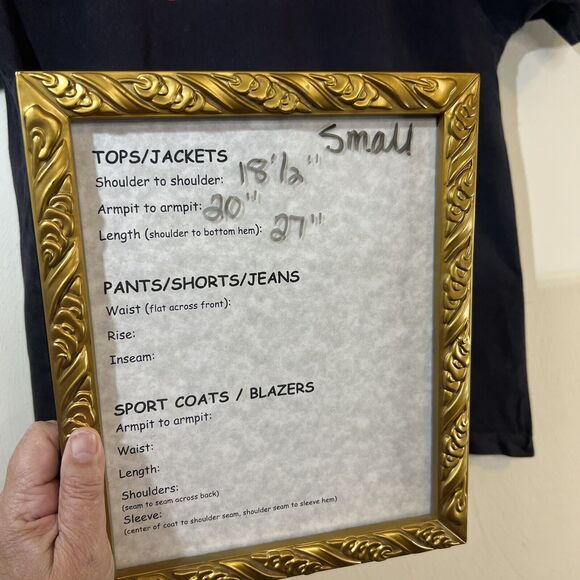 Small
TOPS/JACKETS
Shoulder to shoulder: 18 1/2"
Armpit to armpit: 20"
Length (shoulder to bottom hem): 27"
PANTS/SHORTS/JEANS
Waist (flat across front):
Rise:
Inseam:
SPORT COATS / BLAZERS
Armpit to armpit:
Waist:
Length:
Shoulders:
(seam to seam across back)
Sleeve:
(center of coat to shoulder seam, shoulder seam to sleeve hem)